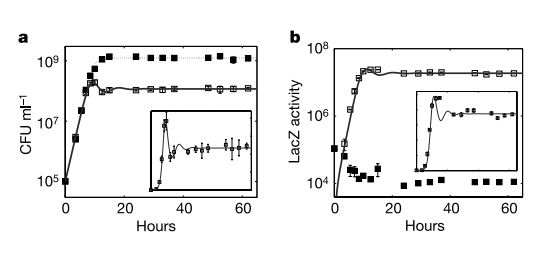 a
10⁹
10⁷
10⁵
CFU ml⁻¹
0 20 40 60
Hours
b
10⁸
10⁶
10⁴
LacZ activity
0 20 40 60
Hours